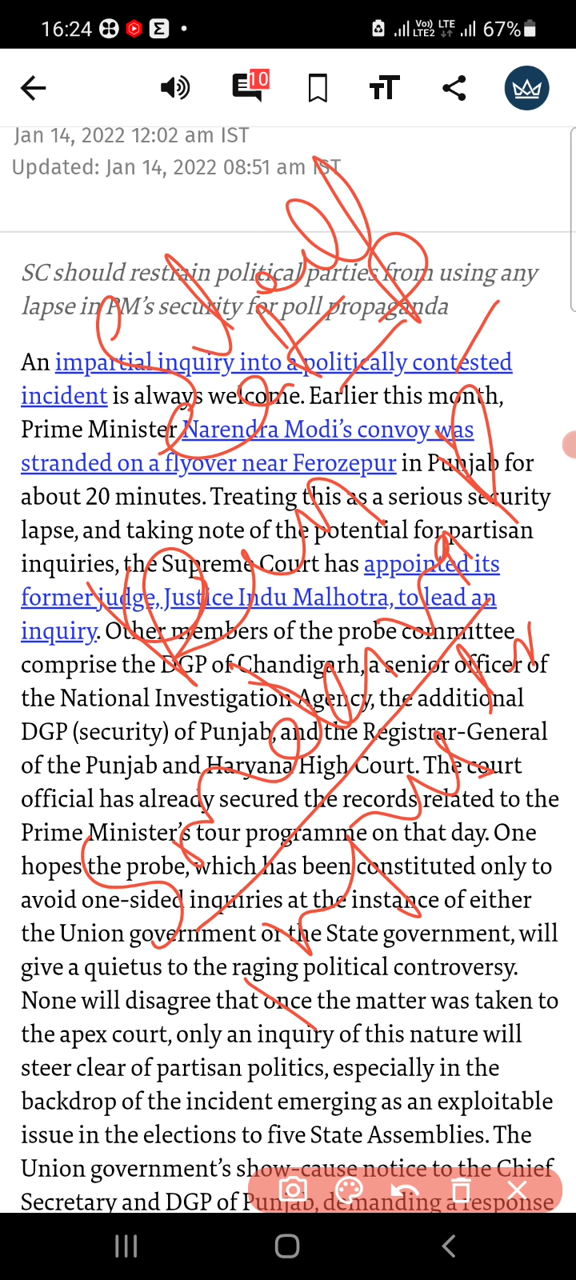 16:24
Vo)) LTE
LTE2
67%
10
TT
Jan 14, 2022 12:02 am IST
Updated: Jan 14, 2022 08:51 am IST
SC should restrain political parties from using any
lapse in PM's security for poll propaganda
An impartial inquiry into a politically contested
incident is always welcome. Earlier this month,
Prime Minister Narendra Modi's convoy was
stranded on a flyover near Ferozepur in Punjab for
about 20 minutes. Treating this as a serious security
lapse, and taking note of the potential for partisan
inquiries, the Supreme Court has appointed its
former judge, Justice Indu Malhotra, to lead an
inquiry. Other members of the probe committee
comprise the DGP of Chandigarh, a senior officer of
the National Investigation Agency, the additional
DGP (security) of Punjab, and the Registrar-General
of the Punjab and Haryana High Court. The court
official has already secured the records related to the
Prime Minister's tour programme on that day. One
hopes the probe, which has been constituted only to
avoid one-sided inquiries at the instance of either
the Union government or the State government, will
give a quietus to the raging political controversy.
None will disagree that once the matter was taken to
the apex court, only an inquiry of this nature will
steer clear of partisan politics, especially in the
backdrop of the incident emerging as an exploitable
issue in the elections to five State Assemblies. The
Union government's show-cause notice to the Chief
Secretary and DGP of Punjab, demanding a response